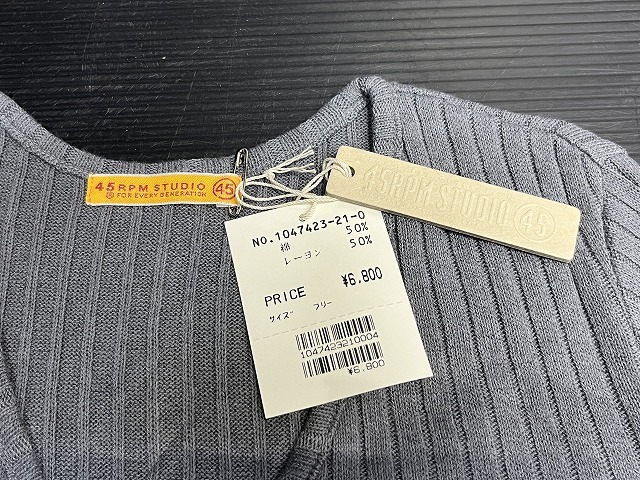 45RPM STUDIO 45
® FOR EVERY GENERATION
45RPM STUDIO 45
NO.1047423-21-0
綿 50%
レーヨン 50%
PRICE ¥6,800
サイズ フリー
1047423210004
¥6,800